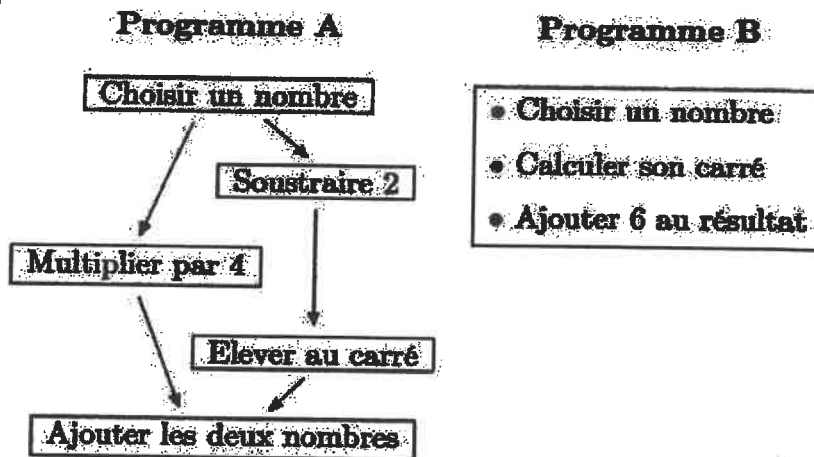 Programme A
Choisir un nombre
Soustraire 2
Multiplier par 4
Elever au carré
Ajouter les deux nombres
Programme B
• Choisir un nombre
• Calculer son carré
• Ajouter 6 au résultat